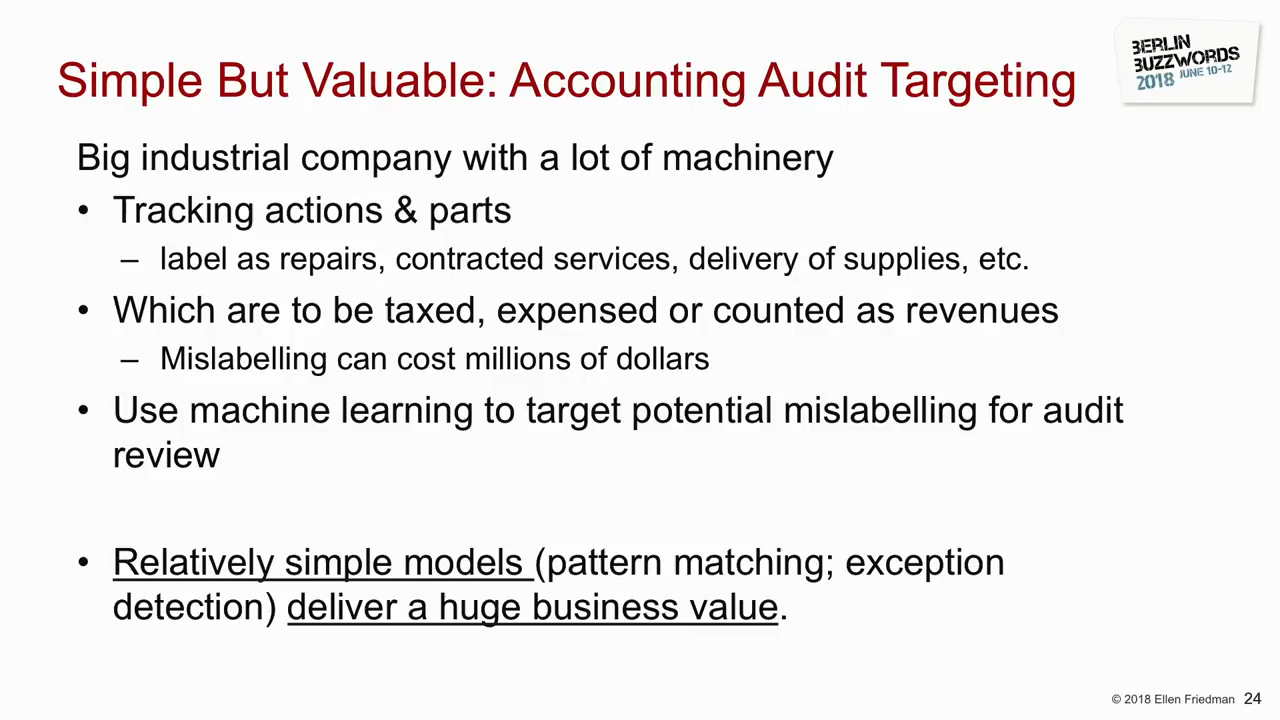 Simple But Valuable: Accounting Audit Targeting
BERLIN
BUZZWORDS
2018 JUNE 10-12
Big industrial company with a lot of machinery
• Tracking actions & parts
– label as repairs, contracted services, delivery of supplies, etc.
• Which are to be taxed, expensed or counted as revenues
– Mislabelling can cost millions of dollars
• Use machine learning to target potential mislabelling for audit
review
• Relatively simple models (pattern matching; exception
detection) deliver a huge business value.
© 2018 Ellen Friedman 24